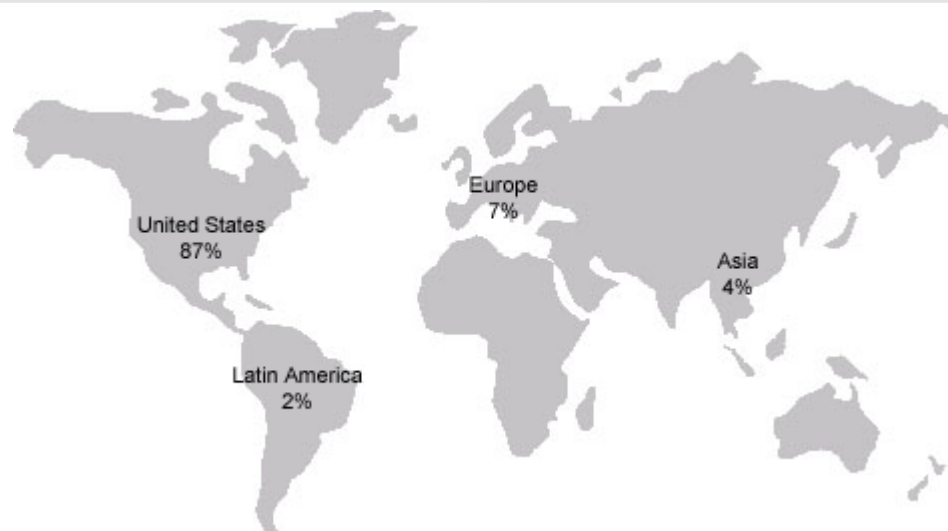 United States
87%
Europe
7%
Asia
4%
Latin America
2%